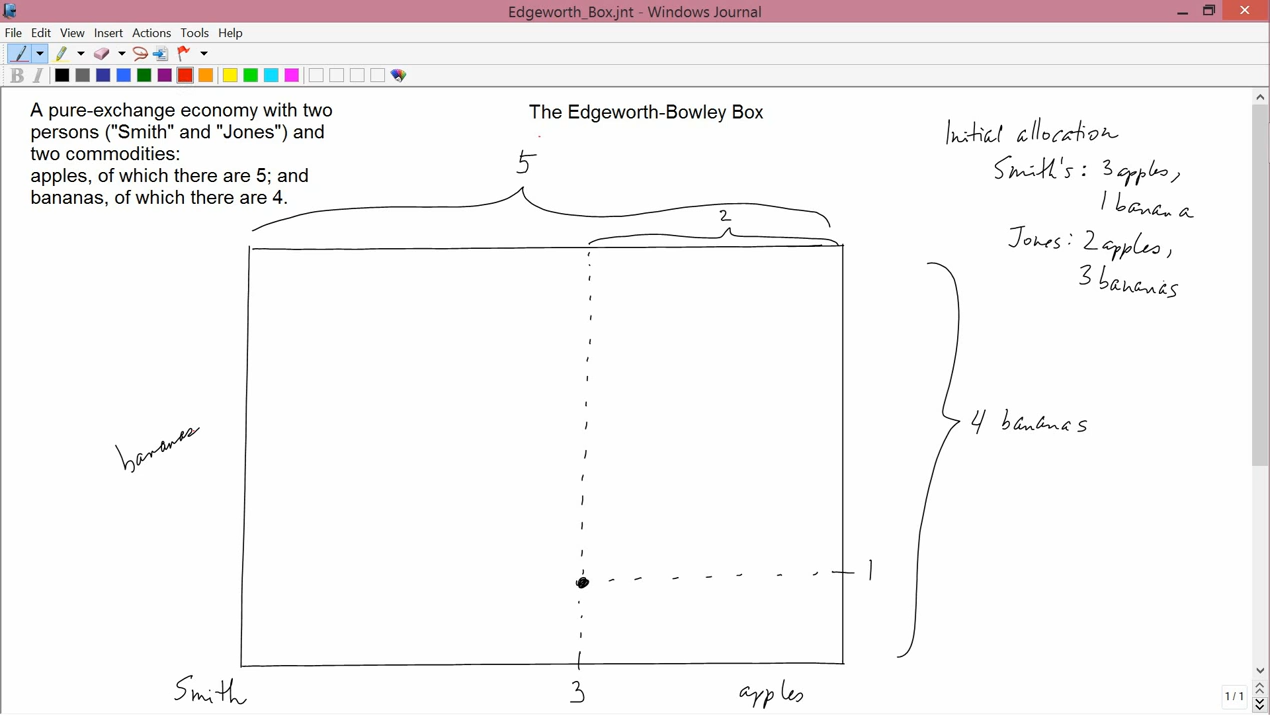 Edgeworth_Box.jnt - Windows Journal
File Edit View Insert Actions Tools Help
B I
A pure-exchange economy with two
persons ("Smith" and "Jones") and
two commodities:
apples, of which there are 5; and
bananas, of which there are 4.
The Edgeworth-Bowley Box
Initial allocation
Smith's: 3 apples,
1 banana
Jones: 2 apples,
3 bananas
5
2
bananas
4 bananas
1
Smith
3
apples
1 / 1